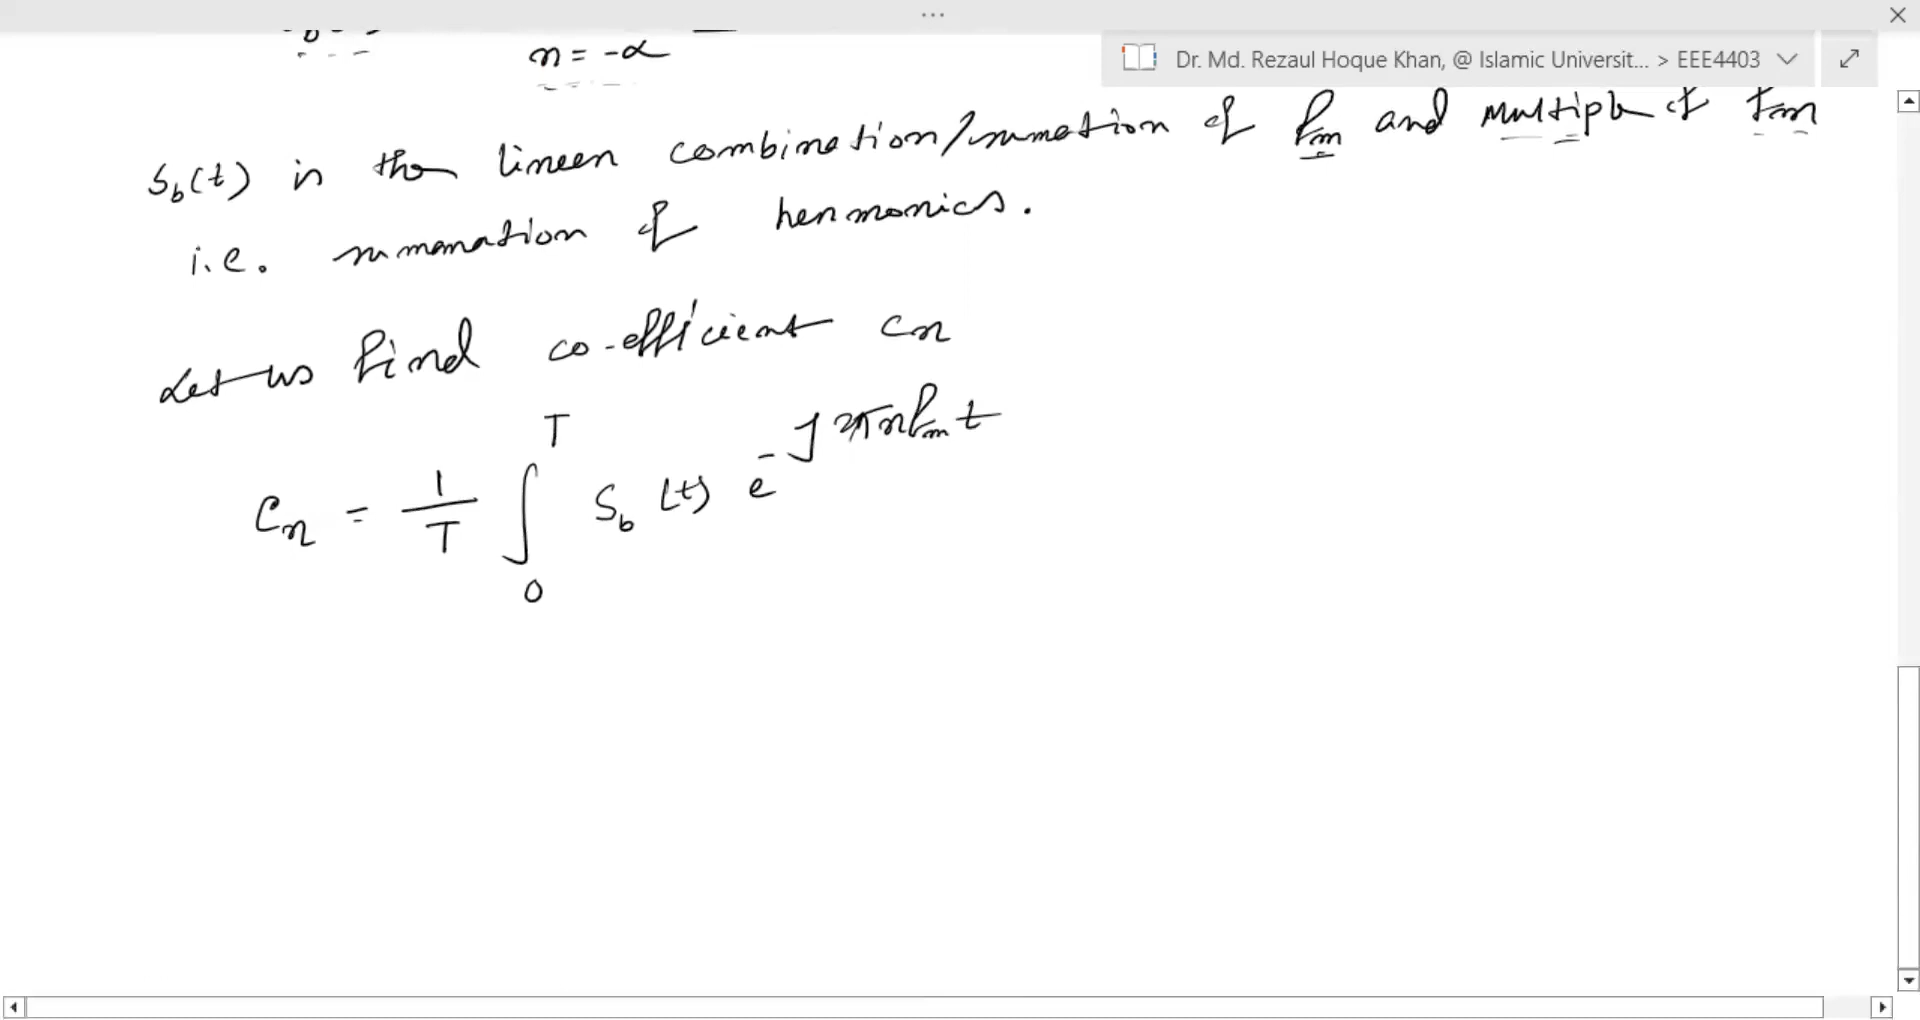 ...
n = -α
Dr. Md. Rezaul Hoque Khan, @ Islamic Universit... > EEE4403
S_b(t) is the linear combination/summation of f_m and multiple of f_m
i.e. summation of harmonics.
Let us find co-efficient c_n
C_n = 1/T ∫_0^T S_b(t) e^{-j2πnf_mt}